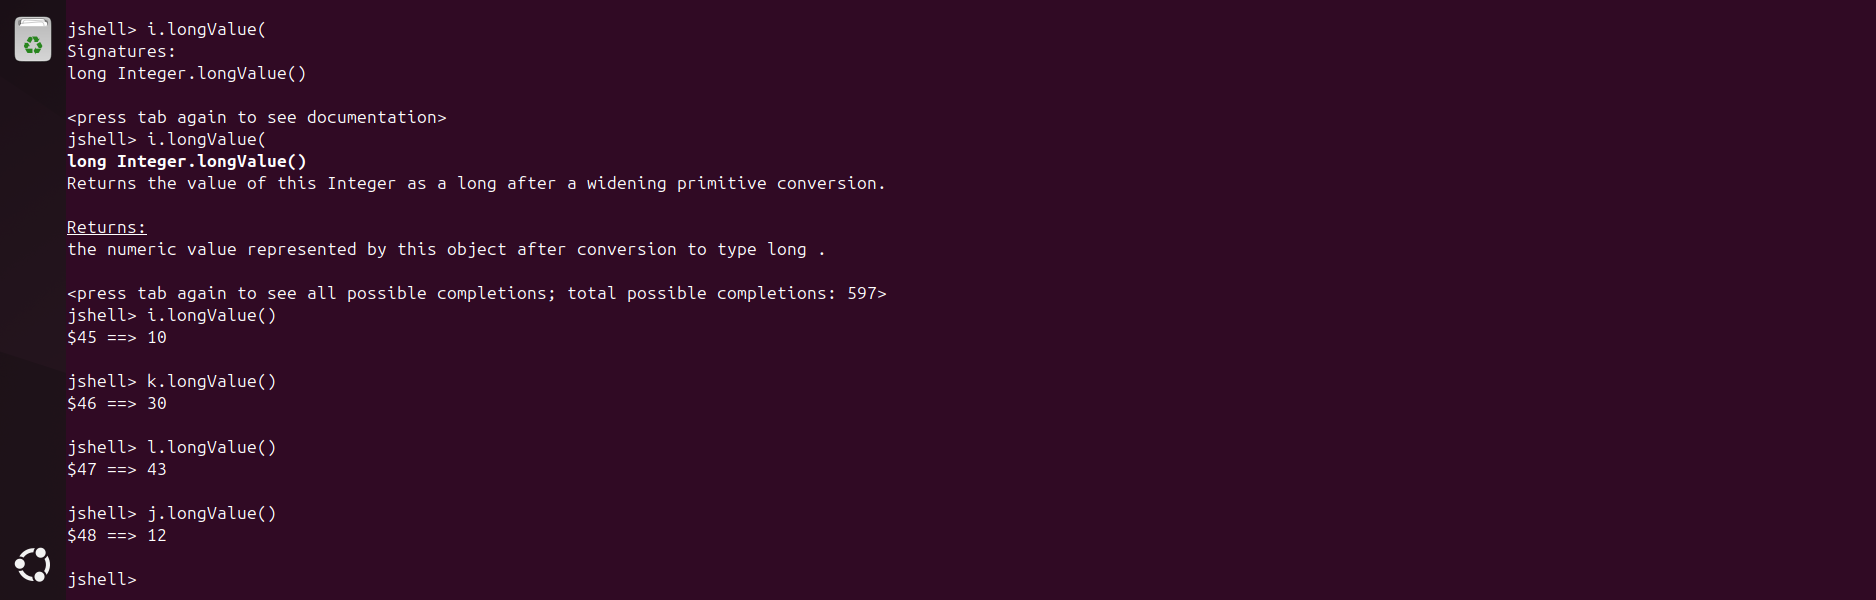 jshell> i.longValue(
Signatures:
long Integer.longValue()
<press tab again to see documentation>
jshell> i.longValue(
long Integer.longValue()
Returns the value of this Integer as a long after a widening primitive conversion.
Returns:
the numeric value represented by this object after conversion to type long .
<press tab again to see all possible completions; total possible completions: 597>
jshell> i.longValue()
$45 ==> 10
jshell> k.longValue()
$46 ==> 30
jshell> l.longValue()
$47 ==> 43
jshell> j.longValue()
$48 ==> 12
jshell>